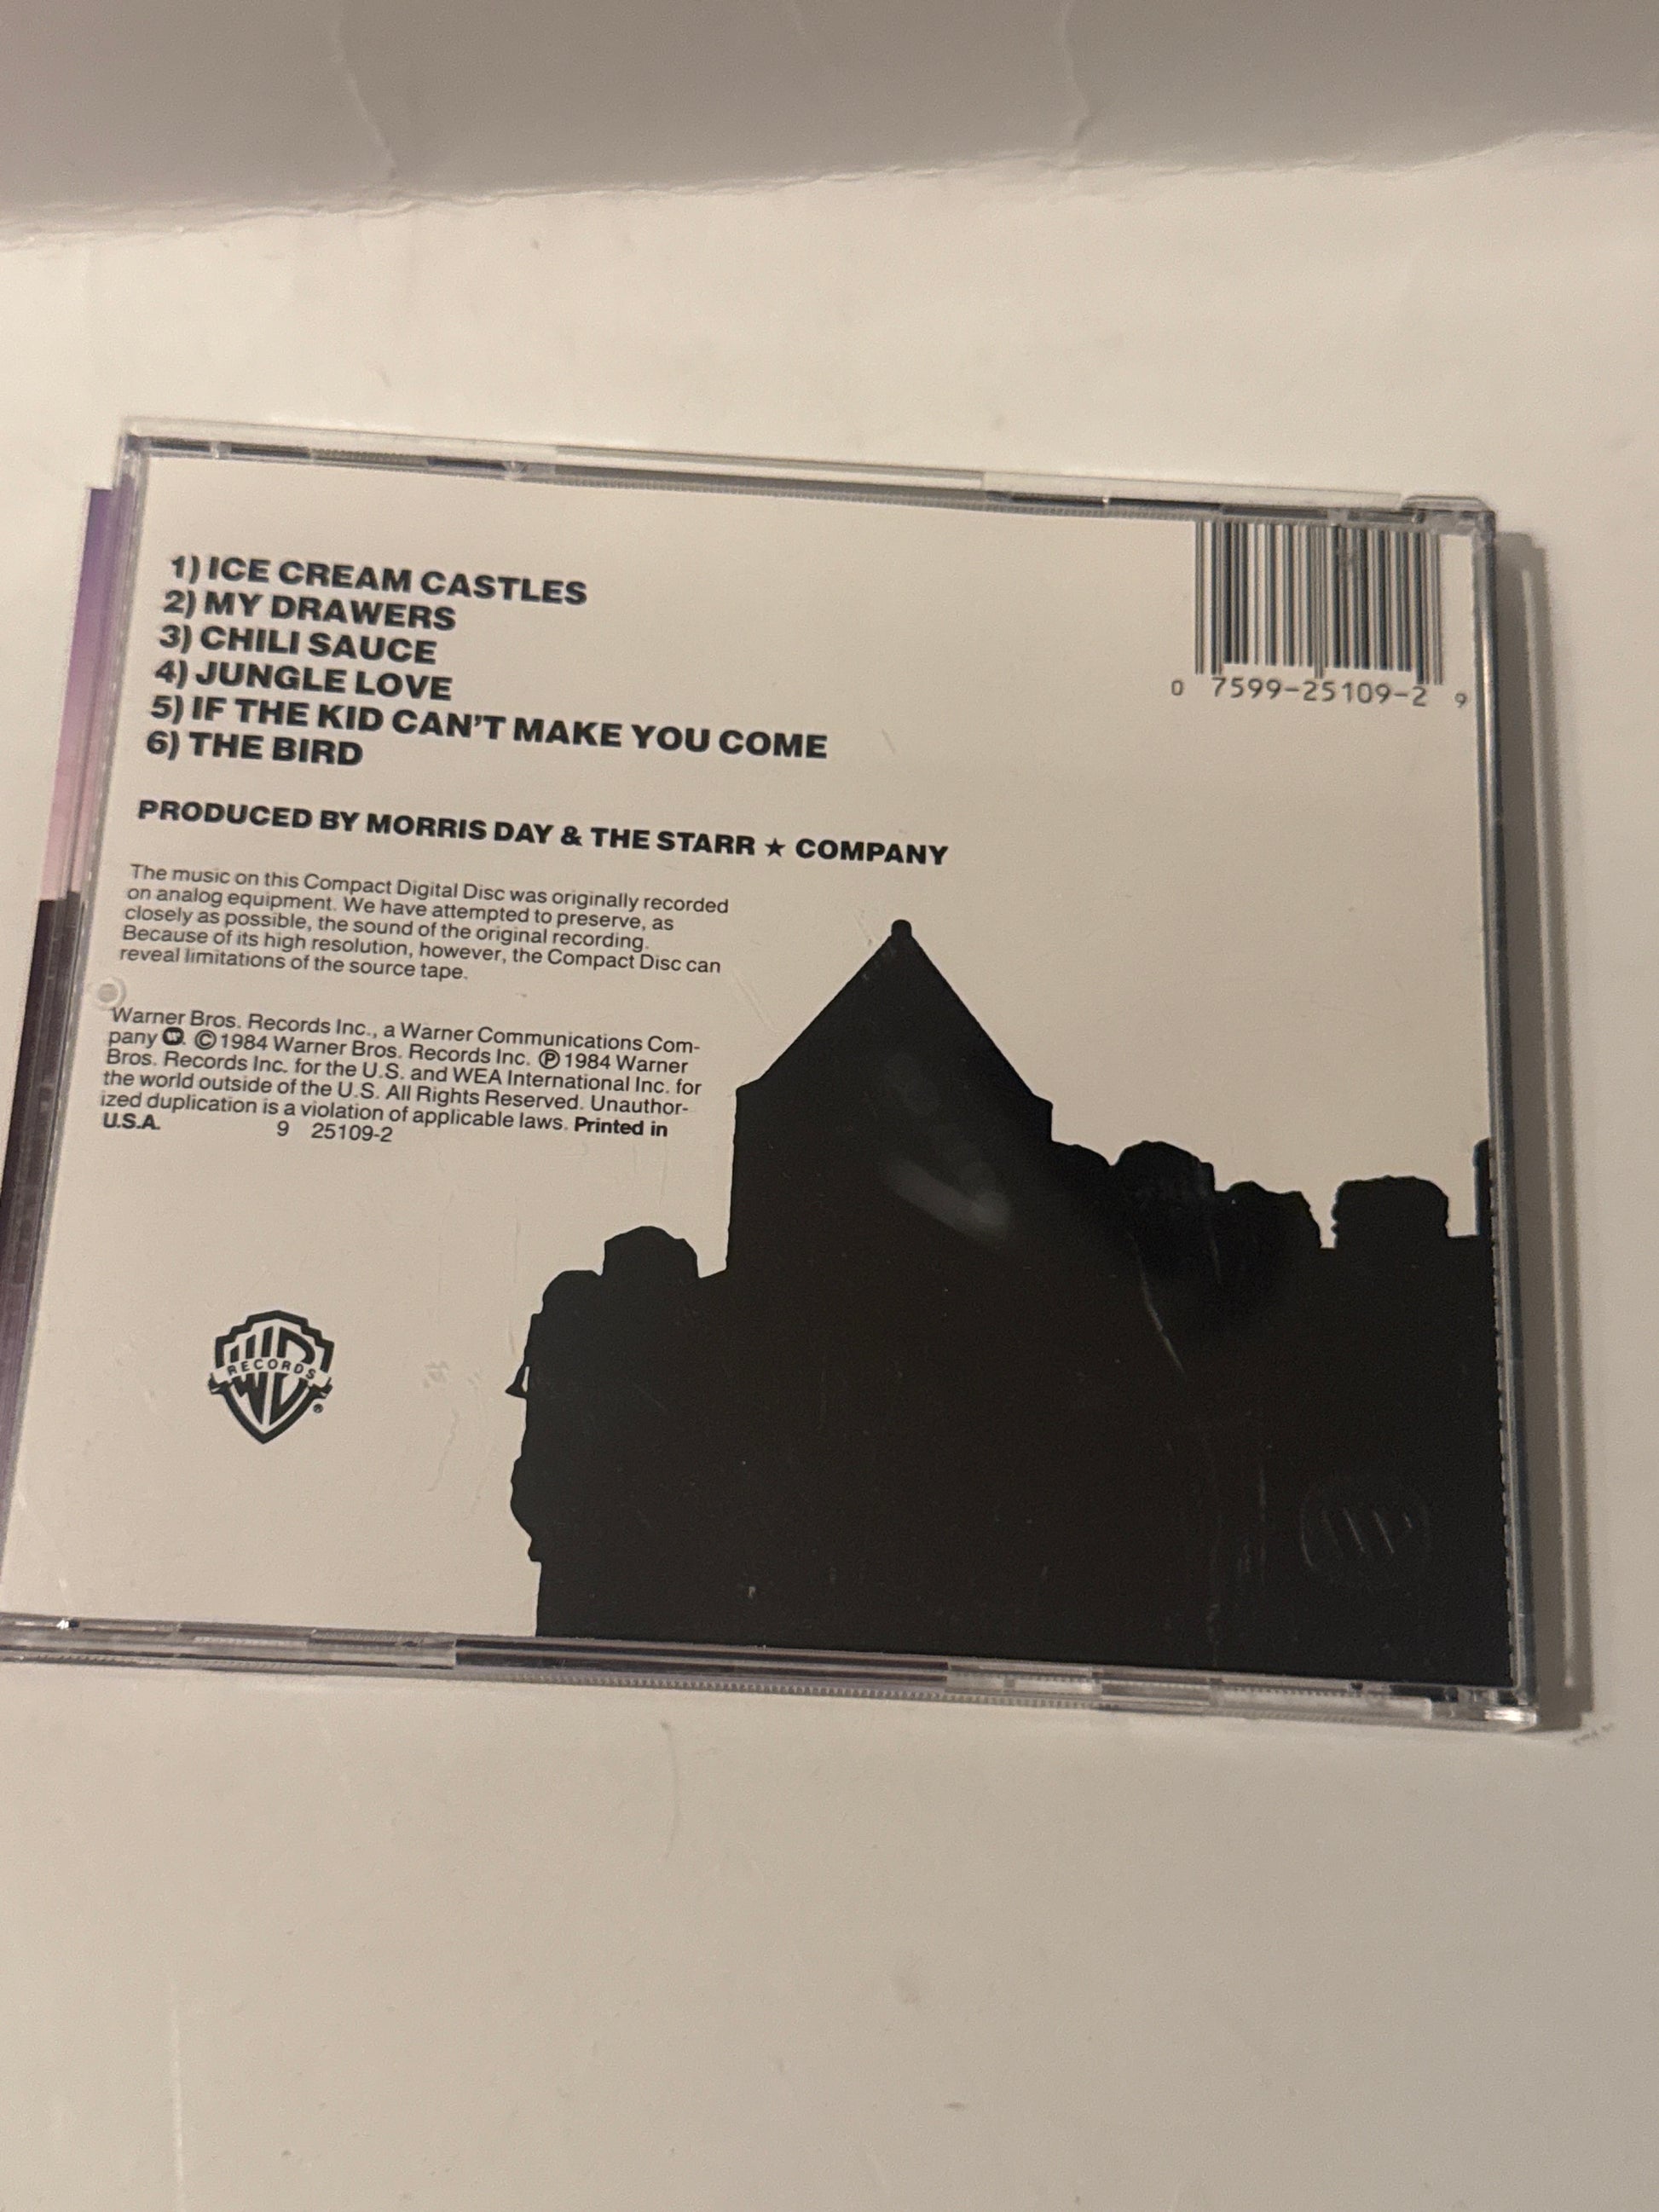 1) ICE CREAM CASTLES
2) MY DRAWERS
3) CHILI SAUCE
4) JUNGLE LOVE
5) IF THE KID CAN'T MAKE YOU COME
6) THE BIRD
0 7599-25109-2 9
PRODUCED BY MORRIS DAY & THE STARR ★ COMPANY
The music on this Compact Digital Disc was originally recorded
on analog equipment. We have attempted to preserve, as
closely as possible, the sound of the original recording.
Because of its high resolution, however, the Compact Disc can
reveal limitations of the source tape.
Warner Bros. Records Inc., a Warner Communications Com-
pany. ©1984 Warner Bros. Records Inc. ℗1984 Warner
Bros. Records Inc. for the U.S. and WEA International Inc. for
the world outside of the U.S. All Rights Reserved. Unauthor-
ized duplication is a violation of applicable laws. Printed in
U.S.A. 9 25109-2
WB
RECORDS
®